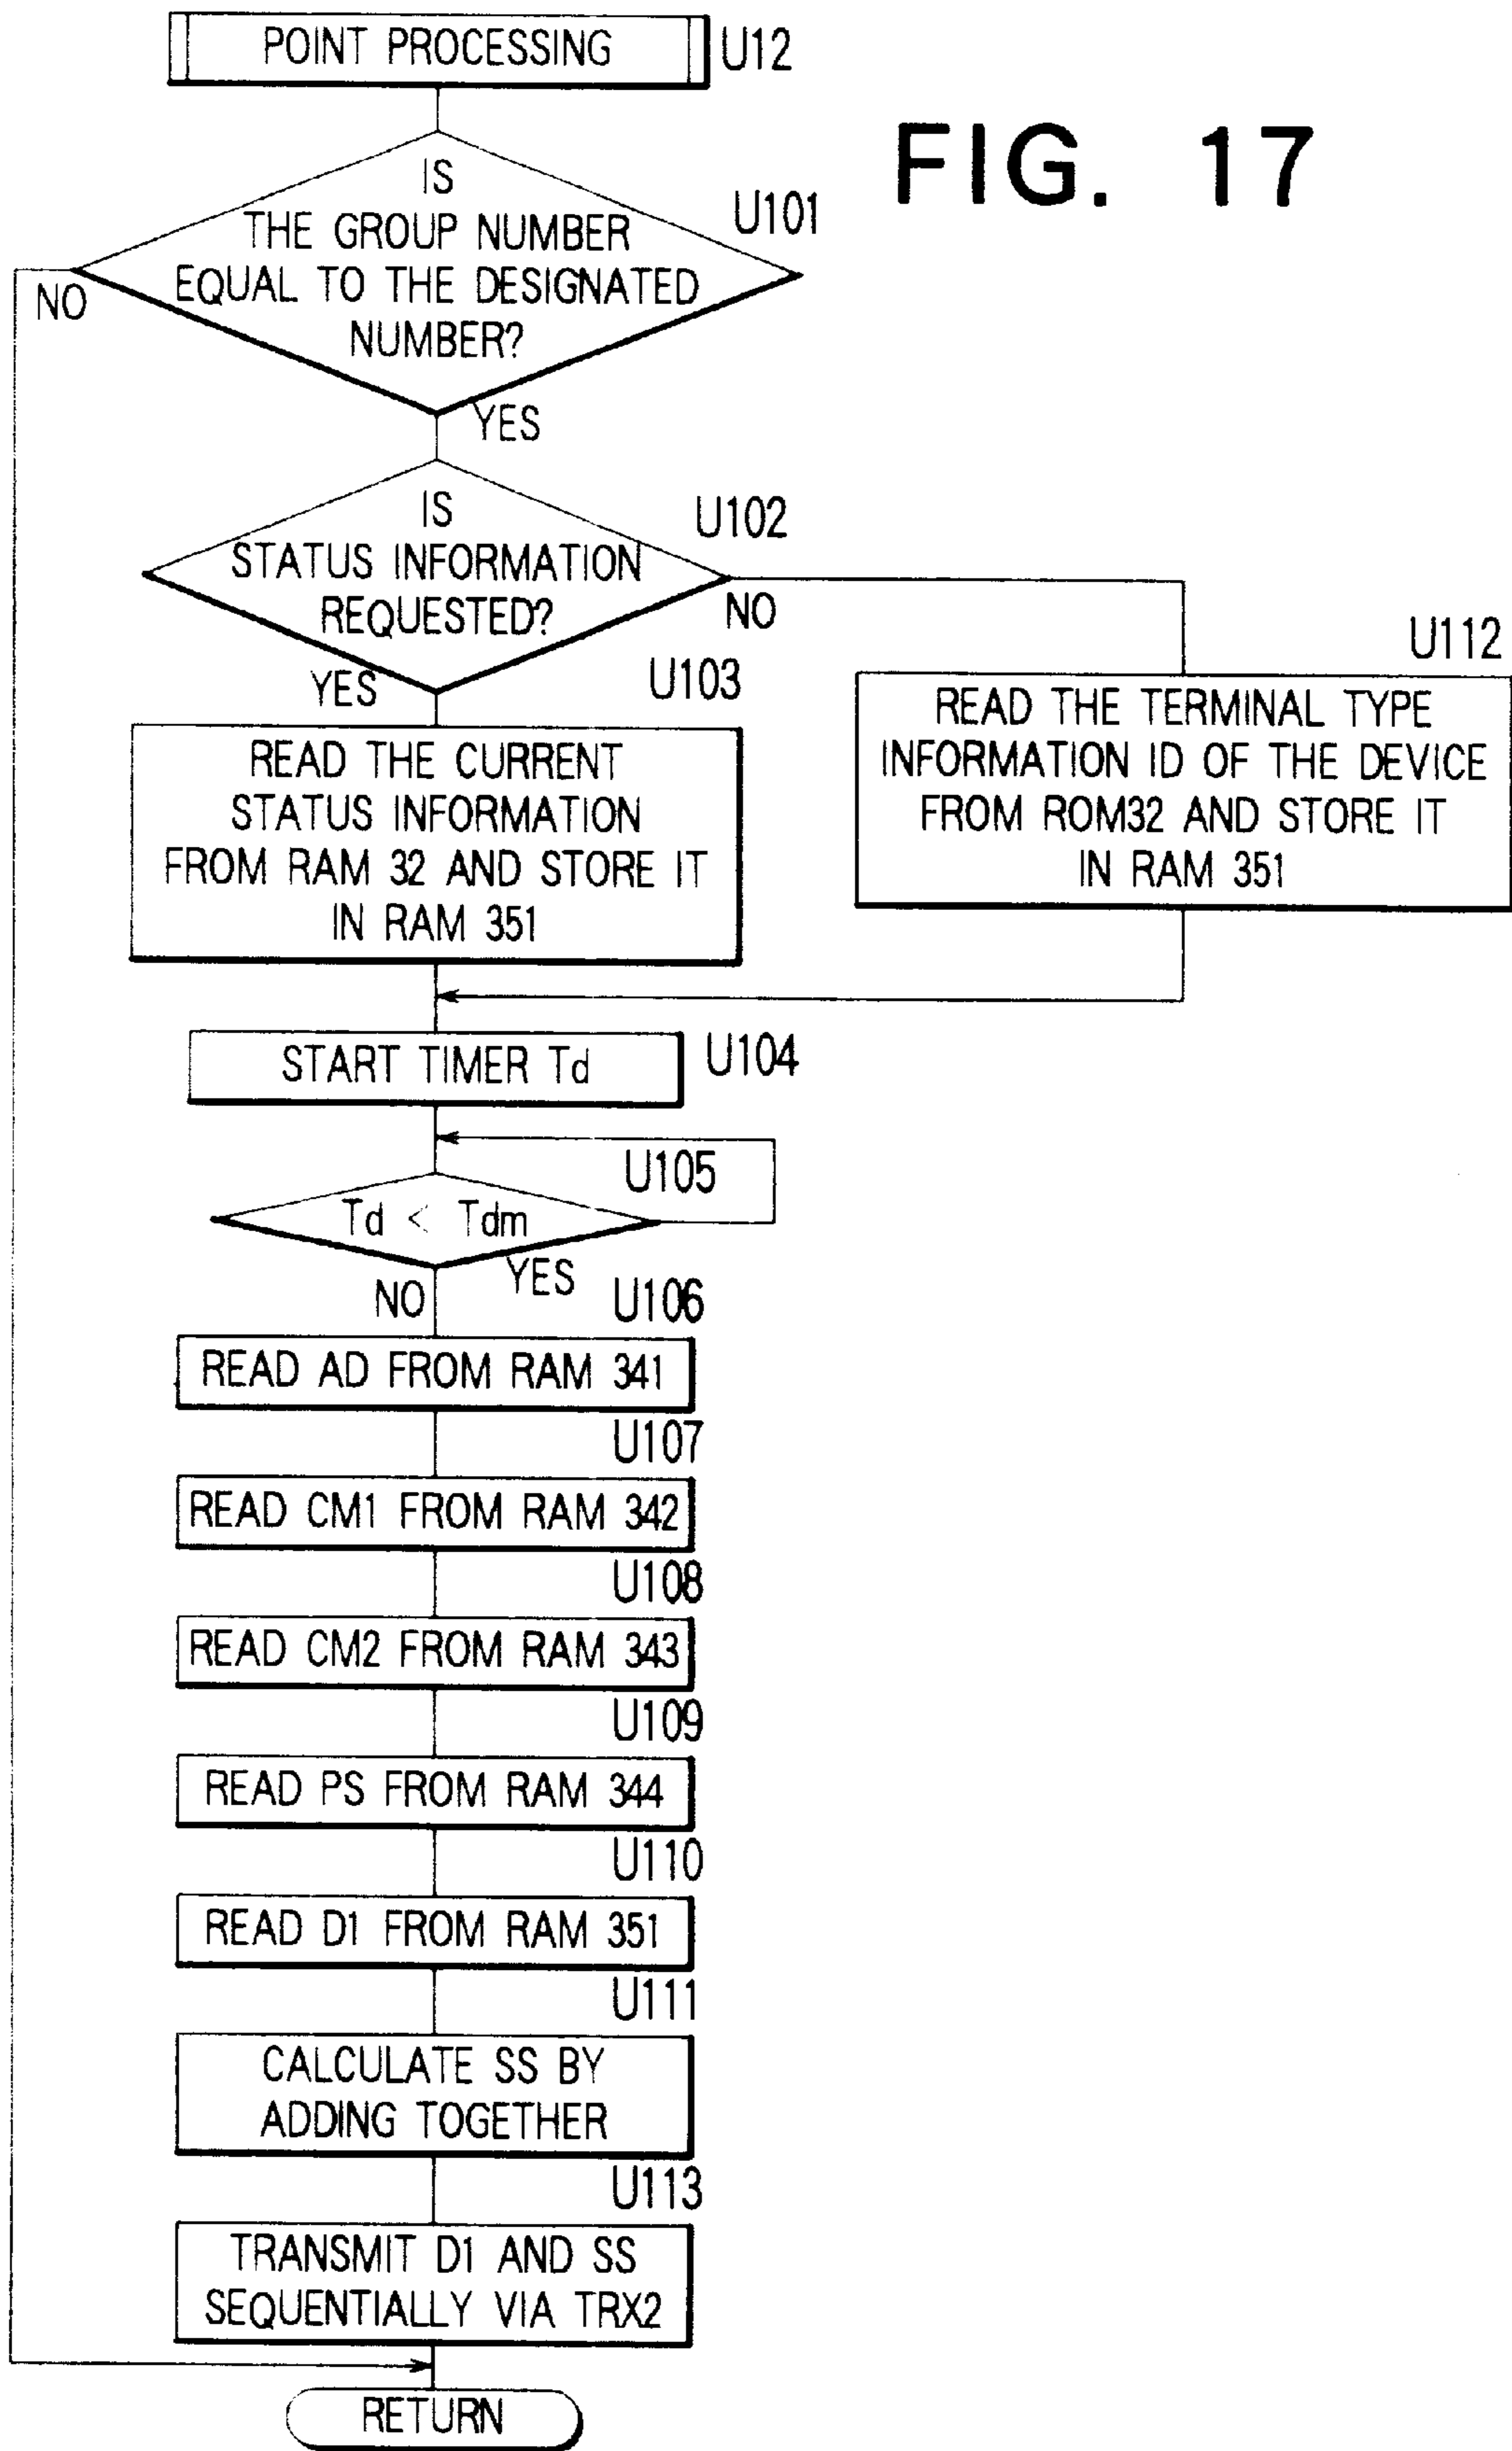 POINT PROCESSING U12
FIG. 17
IS
THE GROUP NUMBER
EQUAL TO THE DESIGNATED
NUMBER?
U101
NO
YES
IS
STATUS INFORMATION
REQUESTED?
U102
NO
YES
U103
READ THE CURRENT
STATUS INFORMATION
FROM RAM 32 AND STORE IT
IN RAM 351
U112
READ THE TERMINAL TYPE
INFORMATION ID OF THE DEVICE
FROM ROM32 AND STORE IT
IN RAM 351
START TIMER Td U104
U105
Td < Tdm
YES
NO
U106
READ AD FROM RAM 341
U107
READ CM1 FROM RAM 342
U108
READ CM2 FROM RAM 343
U109
READ PS FROM RAM 344
U110
READ D1 FROM RAM 351
U111
CALCULATE SS BY
ADDING TOGETHER
U113
TRANSMIT D1 AND SS
SEQUENTIALLY VIA TRX2
RETURN